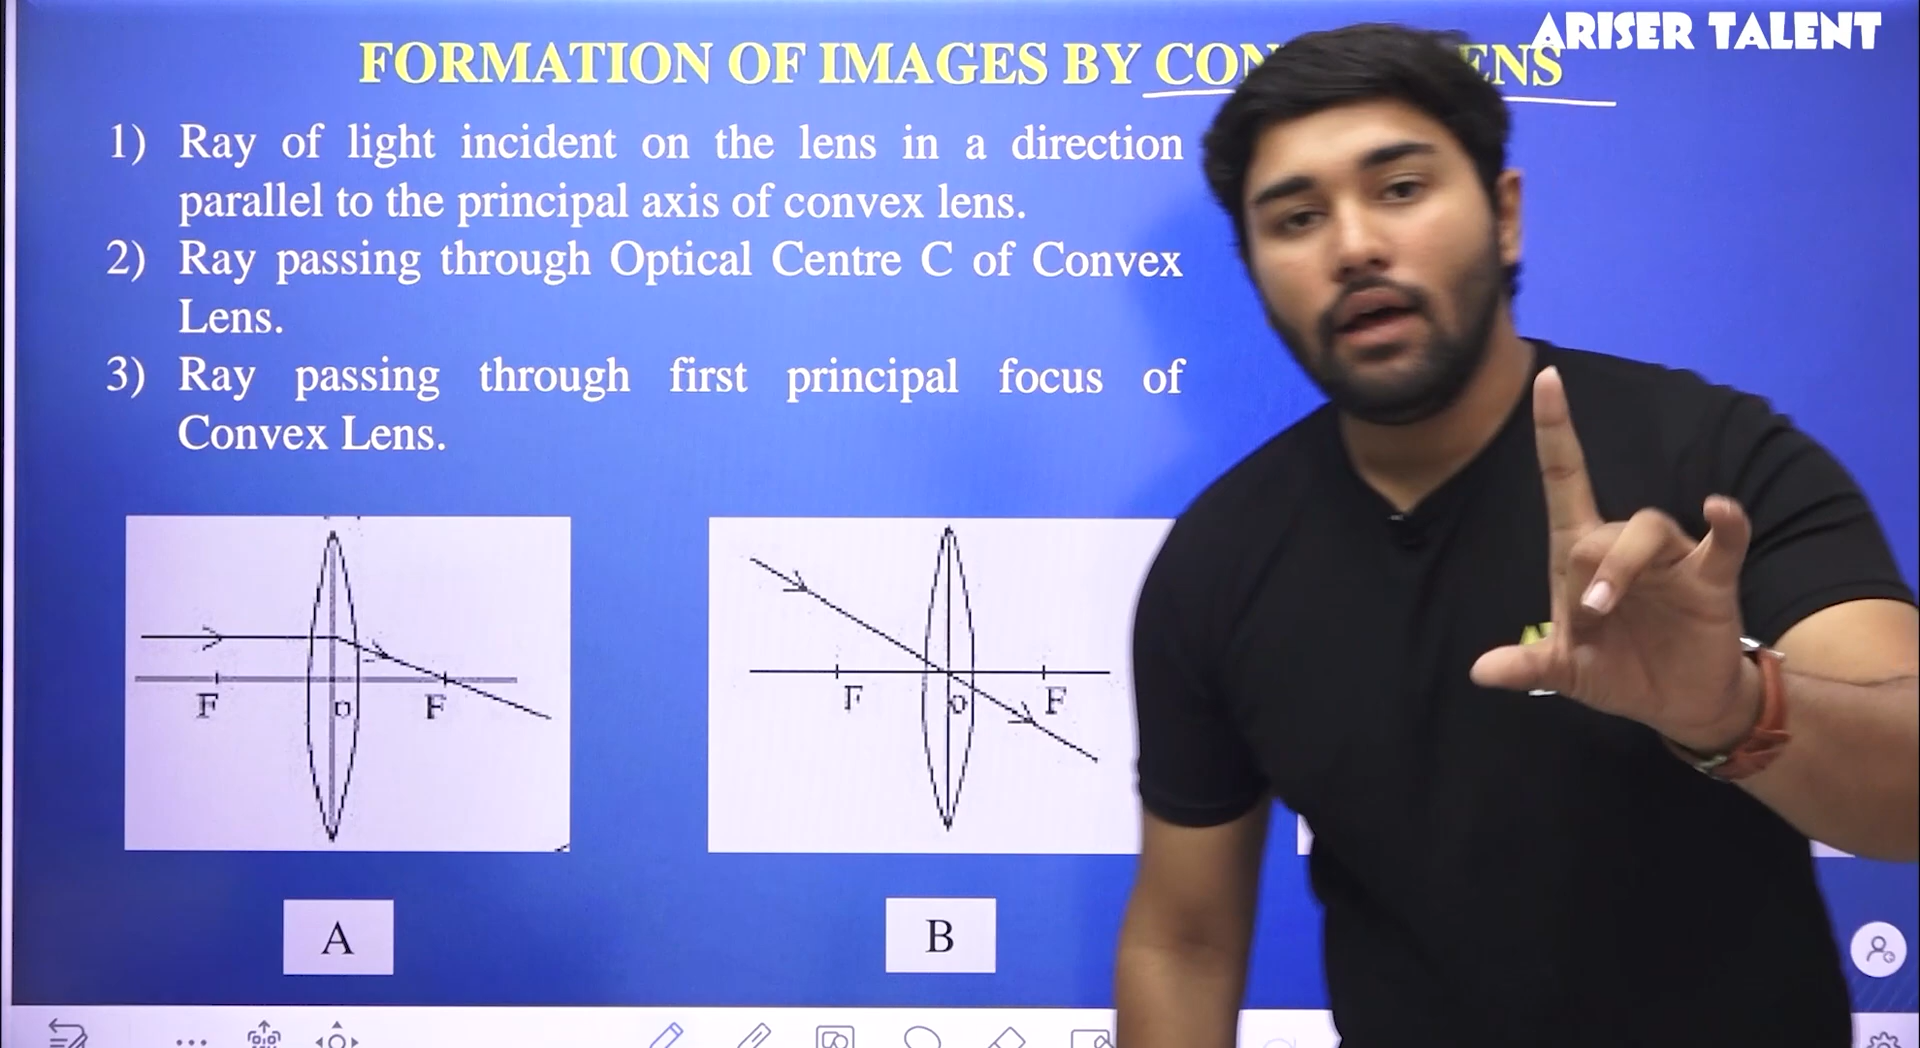 ARISER TALENT
FORMATION OF IMAGES BY
1) Ray of light incident on the lens in a direction
parallel to the principal axis of convex lens.
2) Ray passing through Optical Centre C of Convex
Lens.
3) Ray passing through first principal focus of
Convex Lens.
F O F
F O F
A
B